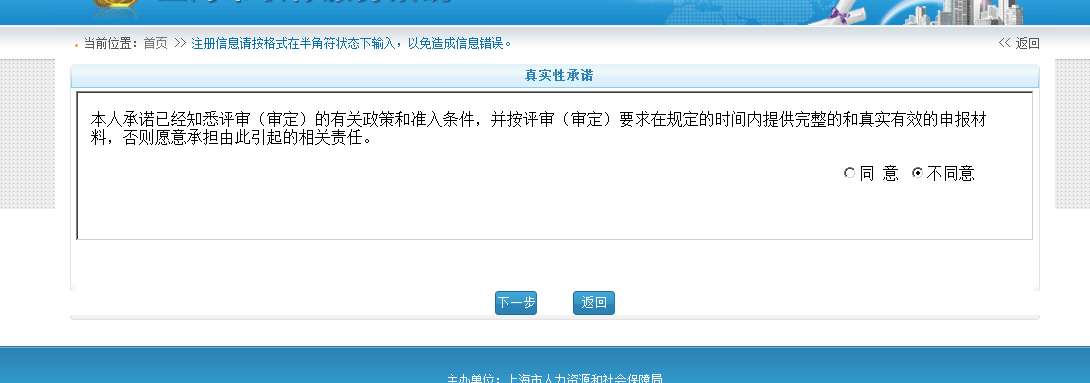 当前位置：首页 >> 注册信息请按格式在半角符状态下输入，以免造成信息错误。
<< 返回
真实性承诺
本人承诺已经知悉评审（审定）的有关政策和准入条件，并按评审（审定）要求在规定的时间内提供完整的和真实有效的申报材
料，否则愿意承担由此引起的相关责任。
同 意 不同意
下一步 返回
主办单位：上海市人力资源和社会保障局